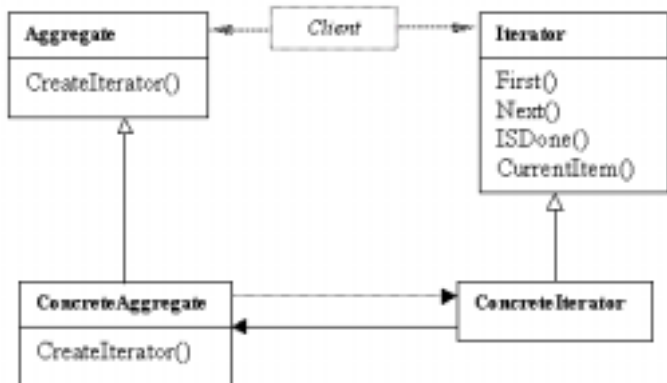 Aggregate
CreateIterator()
Client
Iterator
First()
Next()
ISDone()
CurrentItem()
ConcreteAggregate
CreateIterator()
ConcreteIterator